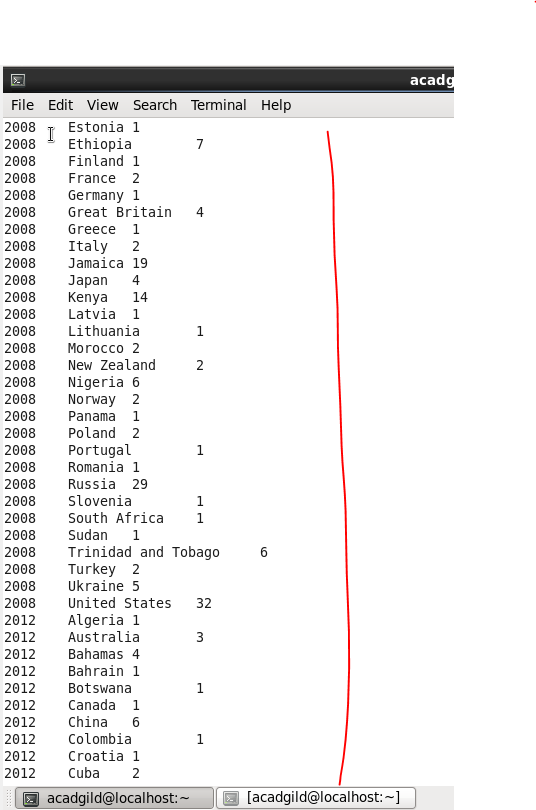 acadg
File Edit View Search Terminal Help
2008 Estonia 1
2008 Ethiopia 7
2008 Finland 1
2008 France 2
2008 Germany 1
2008 Great Britain 4
2008 Greece 1
2008 Italy 2
2008 Jamaica 19
2008 Japan 4
2008 Kenya 14
2008 Latvia 1
2008 Lithuania 1
2008 Morocco 2
2008 New Zealand 2
2008 Nigeria 6
2008 Norway 2
2008 Panama 1
2008 Poland 2
2008 Portugal 1
2008 Romania 1
2008 Russia 29
2008 Slovenia 1
2008 South Africa 1
2008 Sudan 1
2008 Trinidad and Tobago 6
2008 Turkey 2
2008 Ukraine 5
2008 United States 32
2012 Algeria 1
2012 Australia 3
2012 Bahamas 4
2012 Bahrain 1
2012 Botswana 1
2012 Canada 1
2012 China 6
2012 Colombia 1
2012 Croatia 1
2012 Cuba 2
acadgild@localhost:~ [acadgild@localhost:~]